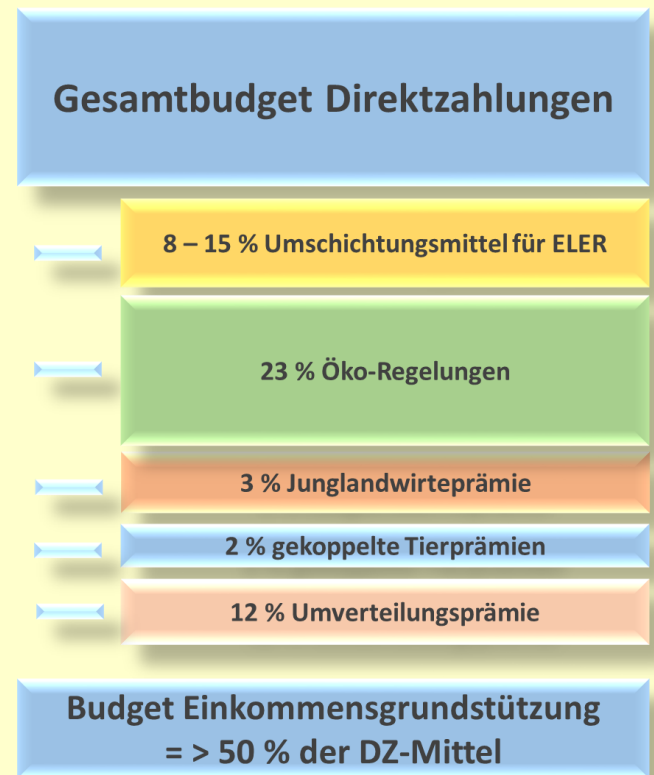 Gesamtbudget Direktzahlungen
8 – 15 % Umschichtungsmittel für ELER
23 % Öko-Regelungen
3 % Junglandwirteprämie
2 % gekoppelte Tierprämien
12 % Umverteilungsprämie
Budget Einkommensgrundstützung
= > 50 % der DZ-Mittel